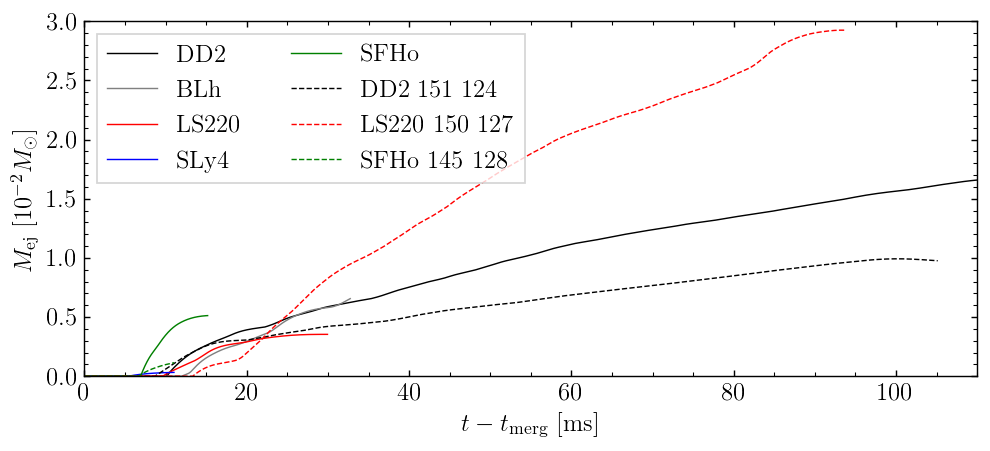 3.0
2.5
2.0
1.5
1.0
0.5
0.0
M_ej [10^−2 M_⊙]
DD2
BLh
LS220
SLy4
SFHo
DD2 151 124
LS220 150 127
SFHo 145 128
0 20 40 60 80 100
t − t_merg [ms]